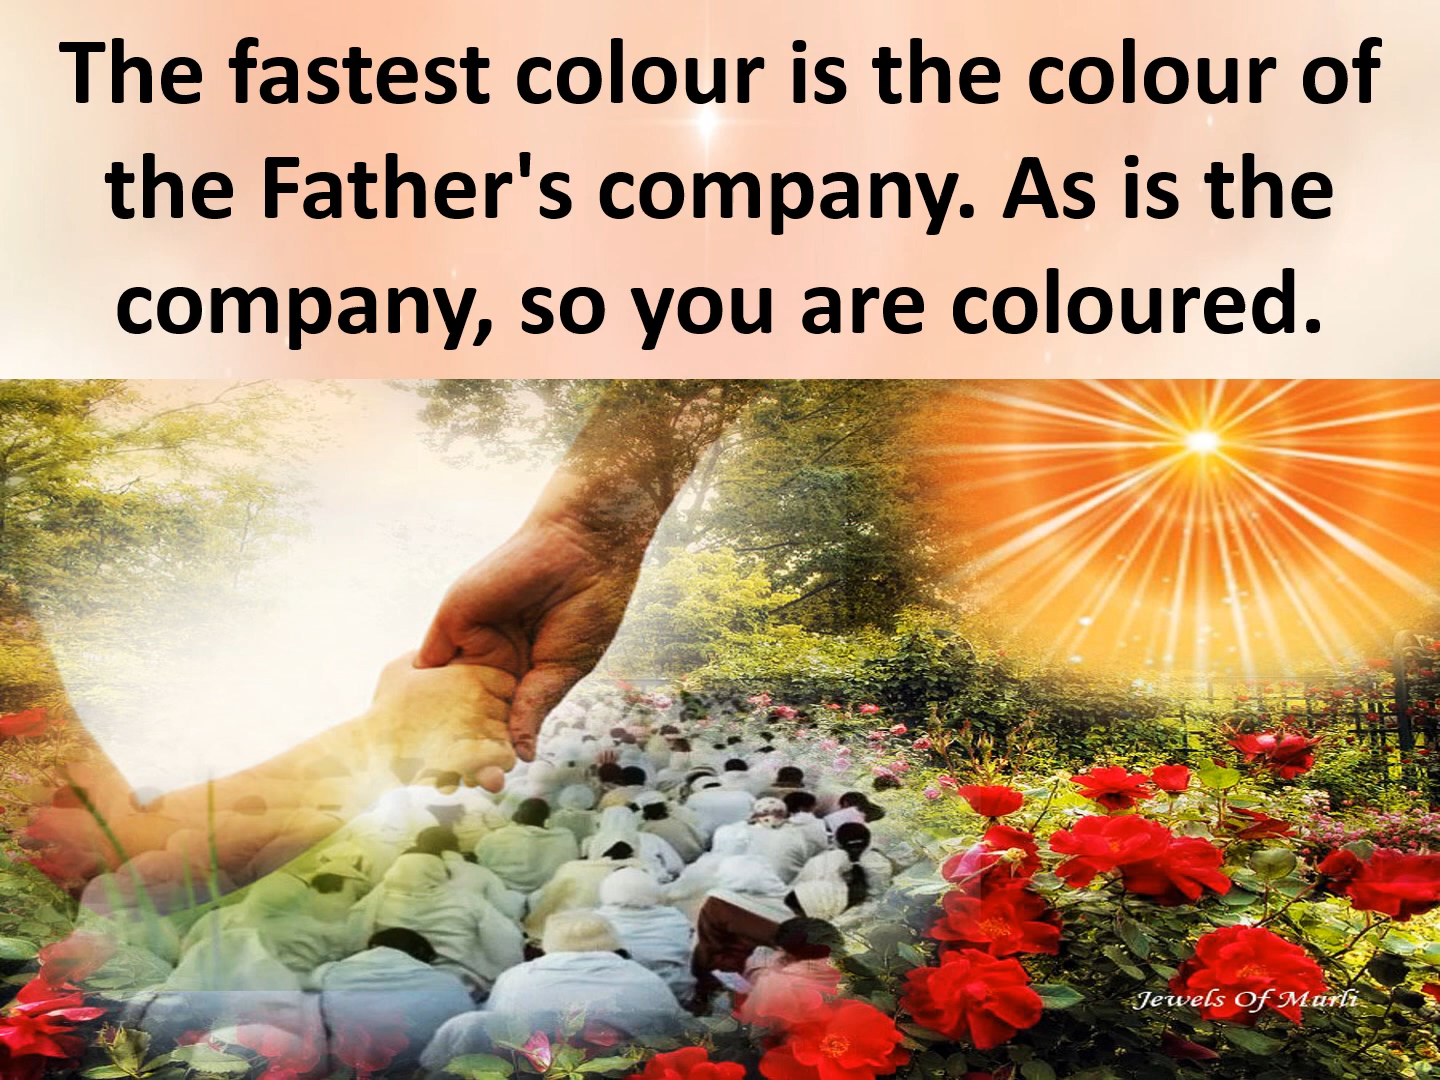 The fastest colour is the colour of
the Father's company. As is the
company, so you are coloured.
Jewels Of Murli